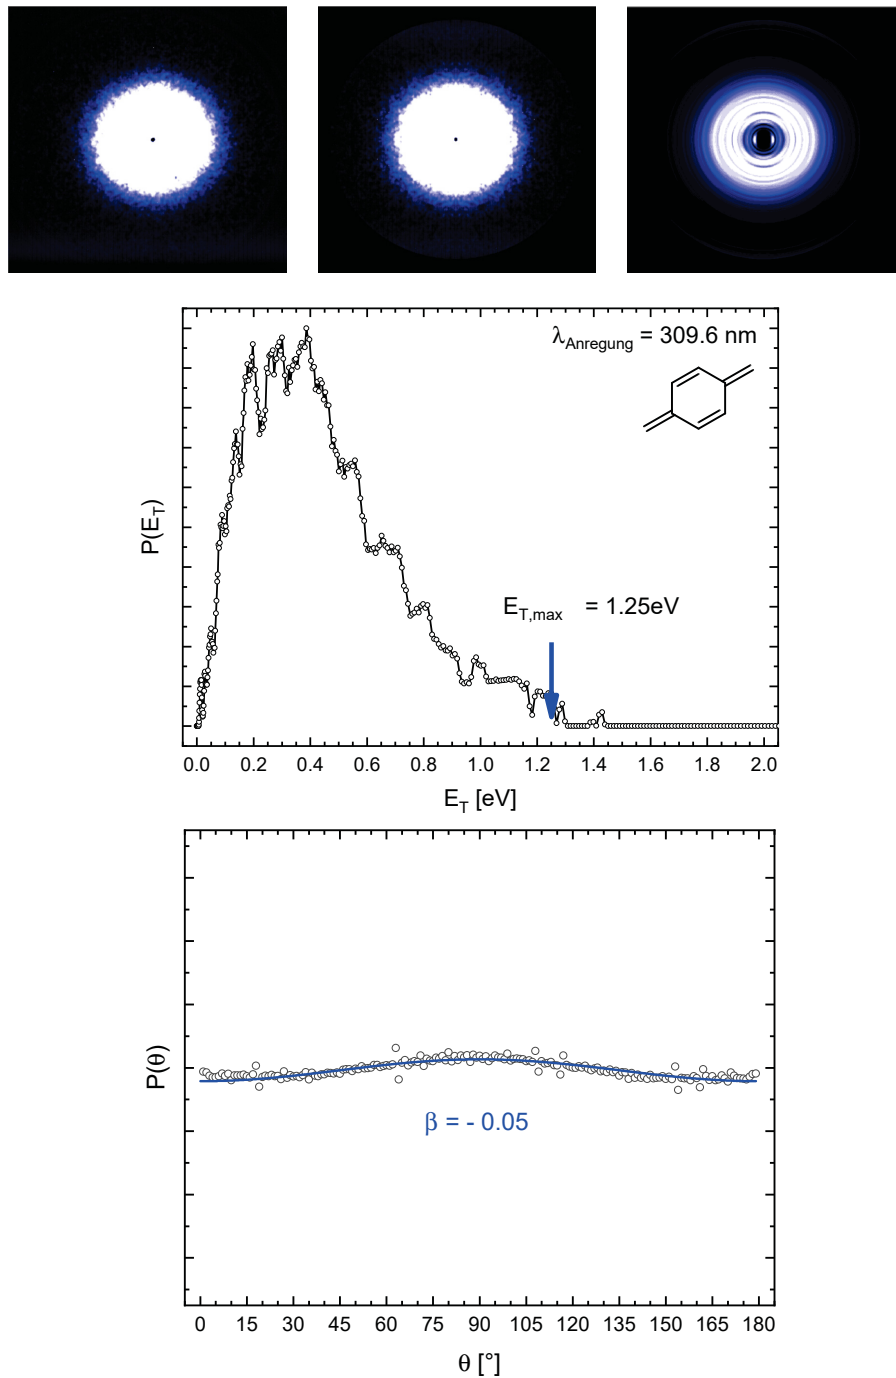 λAnregung = 309.6 nm
P(ET)
ET,max = 1.25eV
0.0 0.2 0.4 0.6 0.8 1.0 1.2 1.4 1.6 1.8 2.0
ET [eV]
P(θ)
β = - 0.05
0 15 30 45 60 75 90 105 120 135 150 165 180
θ [°]